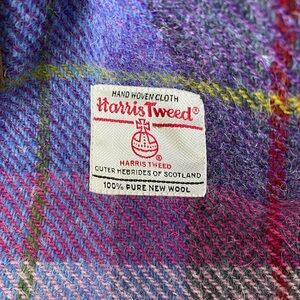 HAND WOVEN CLOTH
Harris Tweed®
®
HARRIS TWEED
OUTER HEBRIDES OF SCOTLAND
100% PURE NEW WOOL